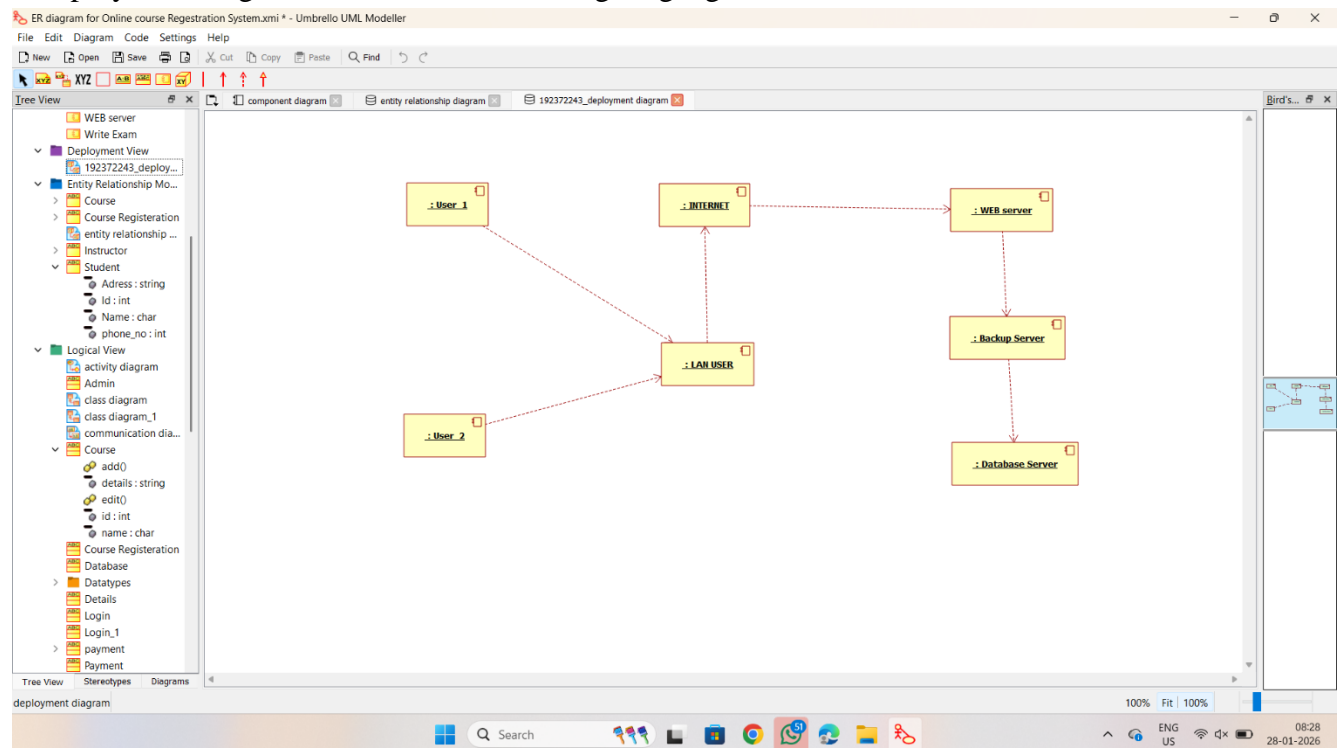 ER diagram for Online course Regestration System.xmi * - Umbrello UML Modeller
File Edit Diagram Code Settings Help
New Open Save Cut Copy Paste Find
XYZ
Tree View
component diagram
entity relationship diagram
192372243_deployment diagram
Bird's...
WEB server
Write Exam
Deployment View
192372243_deploy...
Entity Relationship Mo...
Course
Course Registeration
entity relationship ...
Instructor
Student
Adress : string
Id : int
Name : char
phone_no : int
Logical View
activity diagram
Admin
class diagram
class diagram_1
communication dia...
Course
add()
details : string
edit()
id : int
name : char
Course Registeration
Database
Datatypes
Details
Login
Login_1
payment
Payment
Tree View Stereotypes Diagrams
: User_1
: INTERNET
: WEB server
: Backup Server
: LAN USER
: User_2
: Database Server
deployment diagram
100% Fit 100%
Search
51
ENG
US
08:28
28-01-2026